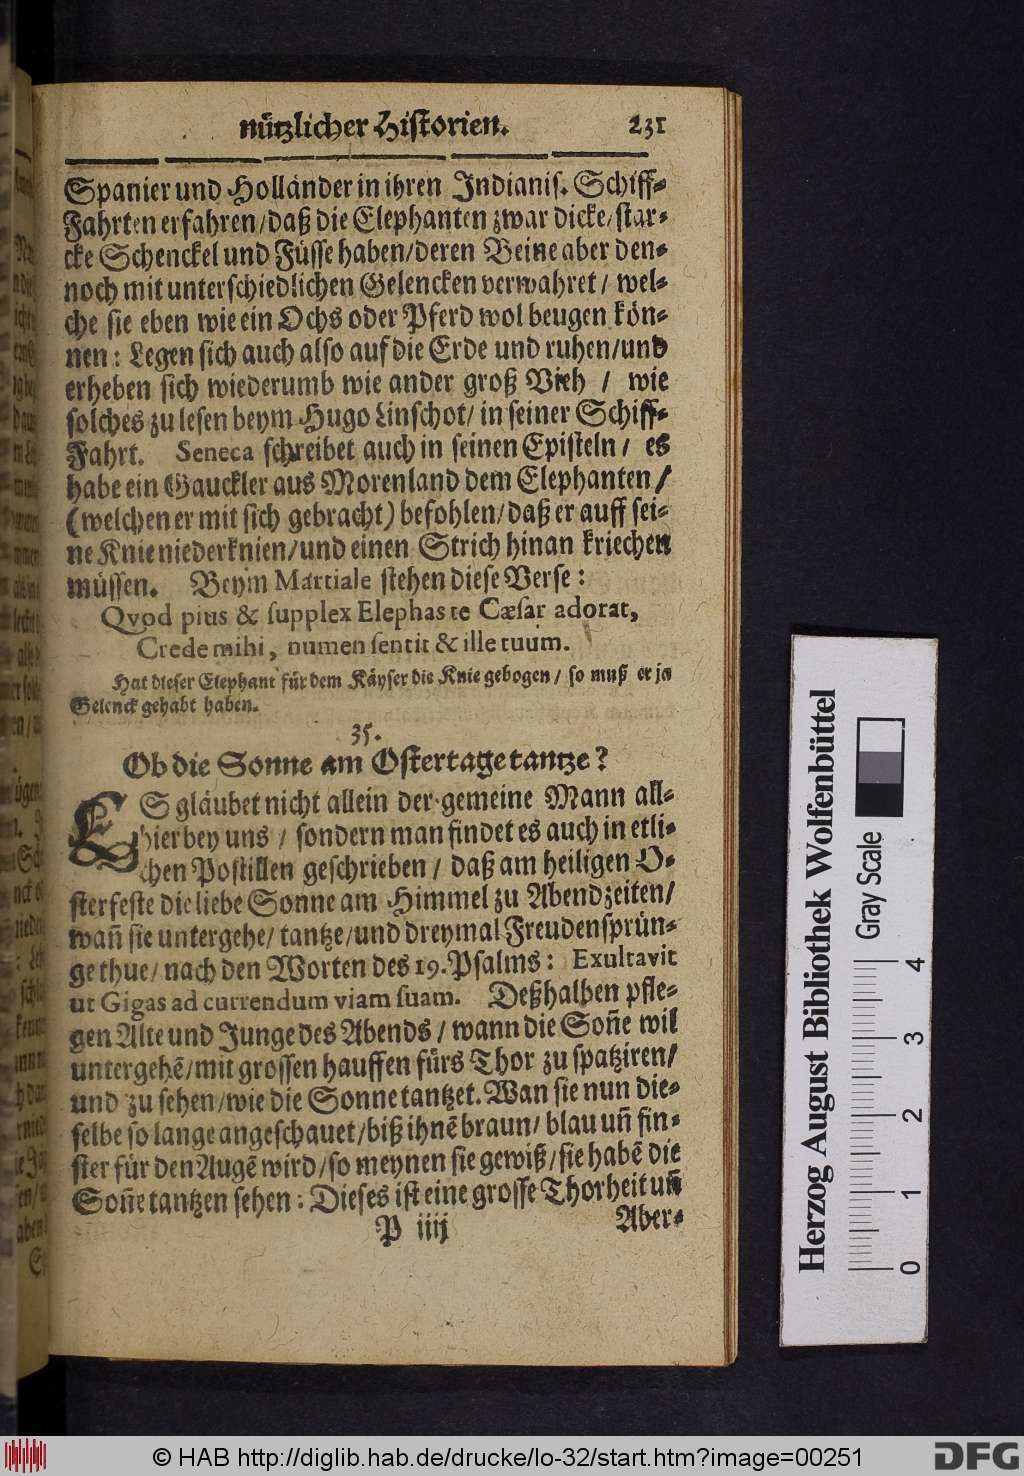 nützlicher Historien. 231
Spanier und Holländer in ihren Indianis. Schiff-
Fahrten erfahren/daß die Elephanten zwar dicke/star-
cke Schenckel und Füsse haben/deren Beine aber den-
noch mit unterschiedlichen Gelencken verwahret/ wel-
che sie eben wie ein Ochs oder Pferd wol beugen kön-
nen: Legen sich auch also auf die Erde und ruhen/und
erheben sich wiederumb wie ander groß Vieh / wie
solches zu lesen beym Hugo Linschot/ in seiner Schiff-
Fahrt. Seneca schreibet auch in seinen Episteln/ es
habe ein Gauckler aus Morenland dem Elephanten/
(welchen er mit sich gebracht) befohlen/daß er auff sei-
ne Knie niederknien/und einen Strich hinan kriechen
müssen. Beym Martiale stehen diese Verse:
Qvod pius & supplex Elephas te Cæsar adorat,
Crede mihi, numen sentit & ille tuum.
Hat dieser Elephant für dem Käyser die Knie gebogen/ so muß er ja
Gelenck gehabt haben.
35.
Ob die Sonne am Ostertage tantze?
ES gläubet nicht allein der gemeine Mann all-
hier bey uns / sondern man findet es auch in etli-
chen Postillen geschrieben/ daß am heiligen O-
sterfeste die liebe Sonne am Himmel zu Abendzeiten/
wañ sie untergehe/ tantze/und dreymal Freudensprün-
ge thue/ nach den Worten des 19. Psalms: Exultavit
ut Gigas ad currendum viam suam. Deßhalben pfle-
gen Alte und Junge des Abends/ wann die Soñe wil
untergehẽ/mit grossen hauffen fürs Thor zu spatziren/
und zu sehen/wie die Sonne tantzet. Wan sie nun die-
selbe so lange angeschauet/biß ihnẽ braun/ blau uñ fin-
ster für den Augẽ wird/so meynen sie gewiß/sie habẽ die
Soñe tantzen sehen: Dieses ist eine grosse Thorheit uñ
P iiij Aber-
Herzog August Bibliothek Wolfenbüttel
Gray Scale
0 1 2 3 4
© HAB http://diglib.hab.de/drucke/lo-32/start.htm?image=00251
DFG